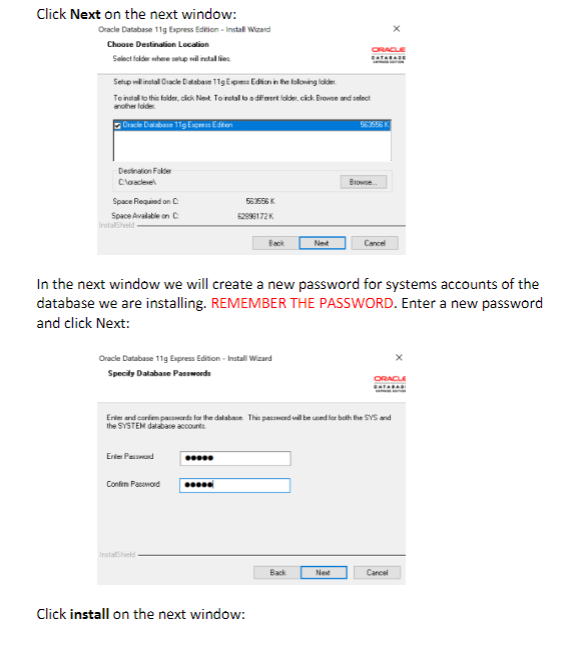 Click Next on the next window:
Oracle Database 11g Express Edition - Install Wizard
Choose Destination Location
Select folder where setup will install files.
ORACLE
DATABASE
EXPRESS EDITION
Setup will install Oracle Database 11g Express Edition in the following folder.
To install to this folder, click Next. To install to a different folder, click Browse and select
another folder.
Oracle Database 11g Express Edition 563556 K
Destination Folder
C:\oraclexe\
Browse...
Space Required on C: 563556 K
Space Available on C: 62896172 K
InstallShield
Back Next Cancel
In the next window we will create a new password for systems accounts of the
database we are installing. REMEMBER THE PASSWORD. Enter a new password
and click Next:
Oracle Database 11g Express Edition - Install Wizard
Specify Database Passwords
ORACLE
DATABASE
EXPRESS EDITION
Enter and confirm passwords for the database. This password will be used for both the SYS and
the SYSTEM database accounts.
Enter Password
Confirm Password
InstallShield
Back Next Cancel
Click install on the next window: